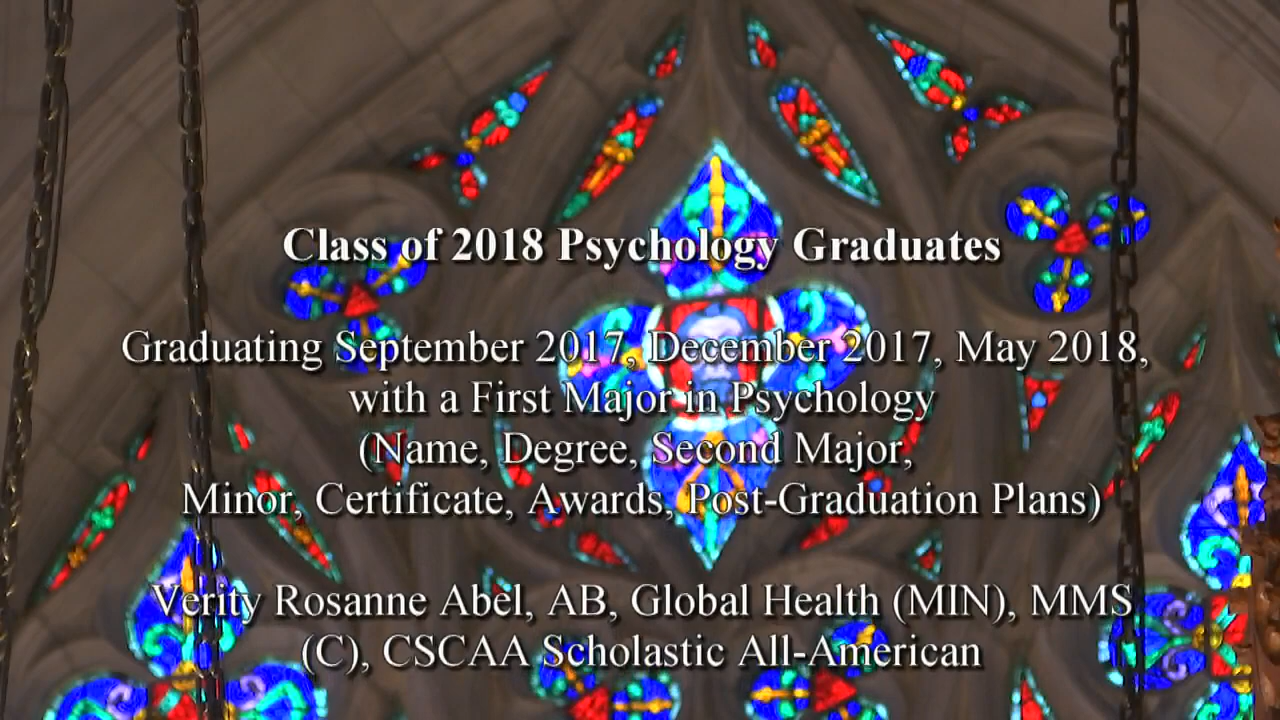 Class of 2018 Psychology Graduates
Graduating September 2017, December 2017, May 2018,
with a First Major in Psychology
(Name, Degree, Second Major,
Minor, Certificate, Awards, Post-Graduation Plans)
Verity Rosanne Abel, AB, Global Health (MIN), MMS
(C), CSCAA Scholastic All-American